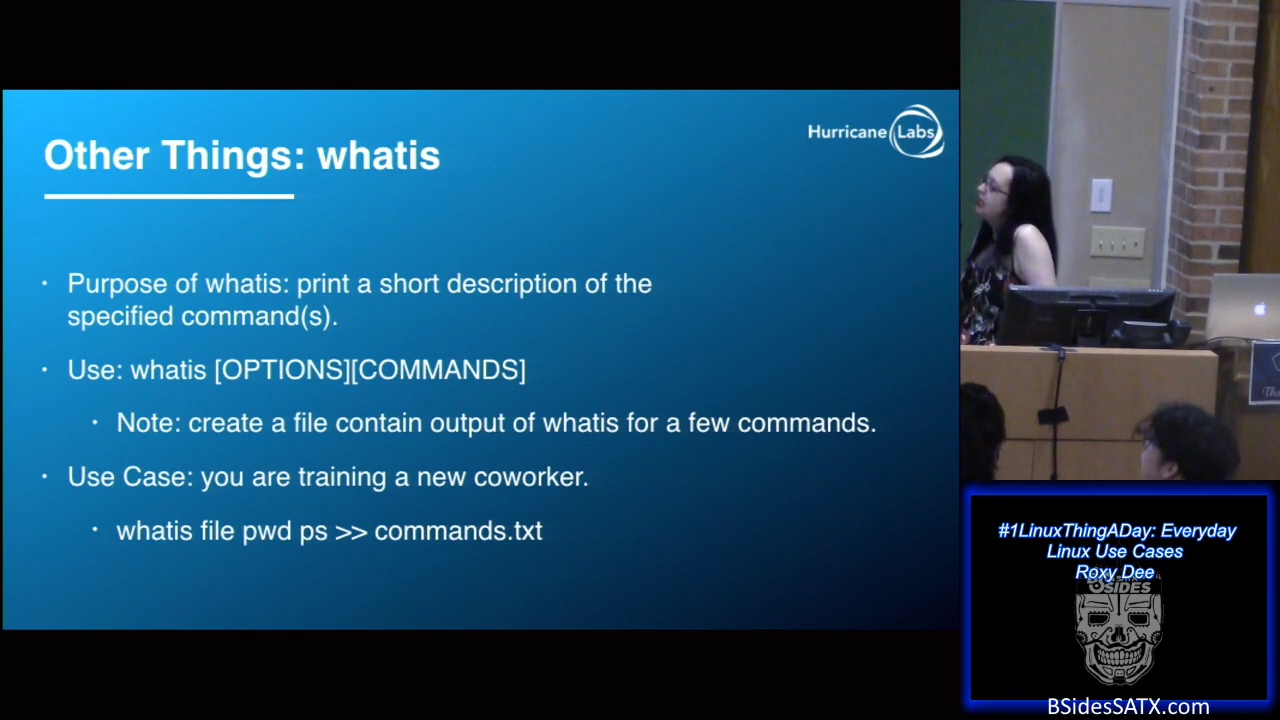 Other Things: whatis
Hurricane Labs
• Purpose of whatis: print a short description of the
specified command(s).
• Use: whatis [OPTIONS][COMMANDS]
• Note: create a file contain output of whatis for a few commands.
• Use Case: you are training a new coworker.
• whatis file pwd ps >> commands.txt
#1LinuxThingADay: Everyday
Linux Use Cases
Roxy Dee
BSIDES
BSidesSATX.com